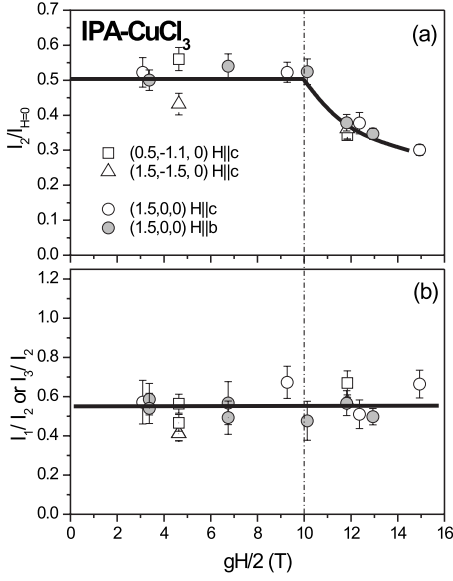 0.7
IPA-CuCl3
(a)
0.6
0.5
0.4
0.3
0.2
0.1
0.0
I2/IH=0
(0.5,-1.1, 0) H||c
(1.5,-1.5, 0) H||c
(1.5,0,0) H||c
(1.5,0,0) H||b
(b)
1.2
1.0
0.8
0.6
0.4
0.2
0.0
I1/ I2 or I3/ I2
0 2 4 6 8 10 12 14 16
gH/2 (T)